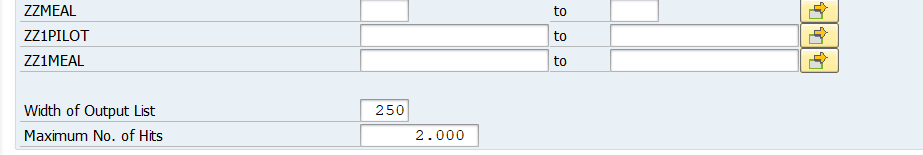 ZZMEAL to
ZZ1PILOT to
ZZ1MEAL to
Width of Output List 250
Maximum No. of Hits 2.000